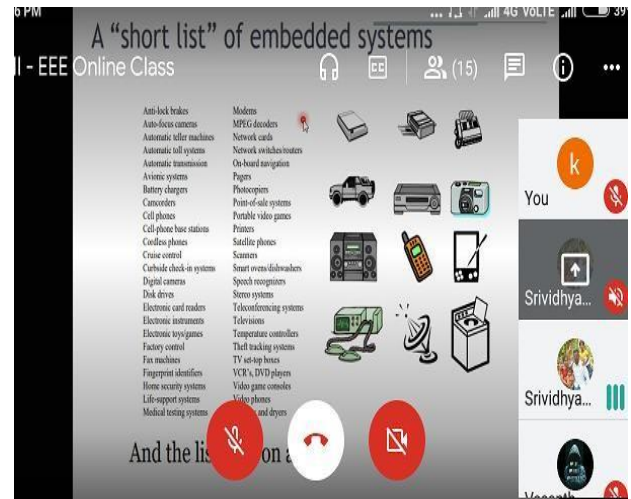 6 PM
... 4G VoLTE 39%
A “short list” of embedded systems
II - EEE Online Class
CC
(15)
Anti-lock brakes
Auto-focus cameras
Automatic teller machines
Automatic toll systems
Automatic transmission
Avionic systems
Battery chargers
Camcorders
Cell phones
Cell-phone base stations
Cordless phones
Cruise control
Curbside check-in systems
Digital cameras
Disk drives
Electronic card readers
Electronic instruments
Electronic toys/games
Factory control
Fax machines
Fingerprint identifiers
Home security systems
Life-support systems
Medical testing systems
Modems
MPEG decoders
Network cards
Network switches/routers
On-board navigation
Pagers
Photocopiers
Point-of-sale systems
Portable video games
Printers
Satellite phones
Scanners
Smart ovens/dishwashers
Speech recognizers
Stereo systems
Teleconferencing systems
Televisions
Temperature controllers
Theft tracking systems
TV set-top boxes
VCR's, DVD players
Video game consoles
Video phones
and dryers
And the lis on a
k
You
Srividhya...
Srividhya...